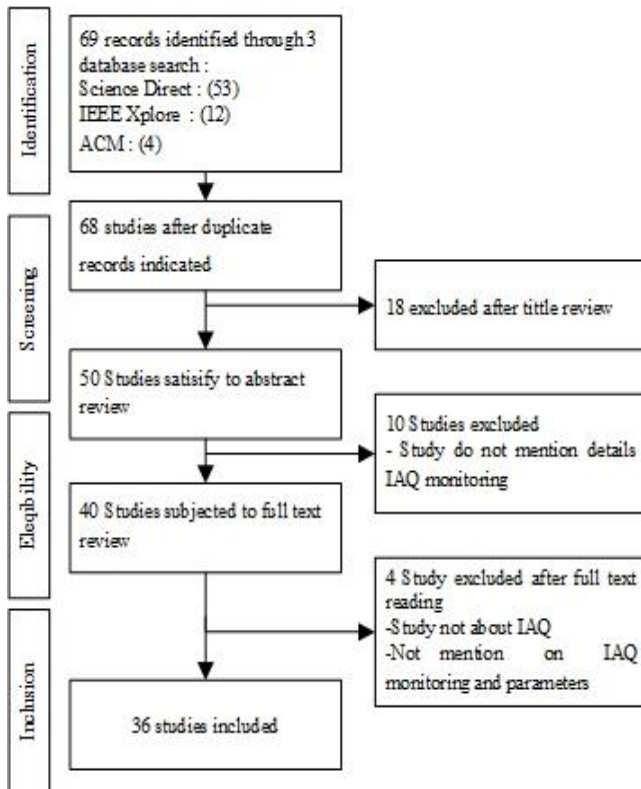 Identification
69 records identified through 3
database search :
Science Direct : (53)
IEEE Xplore : (12)
ACM : (4)
Screening
68 studies after duplicate
records indicated
18 excluded after tittle review
50 Studies satisify to abstract
review
Eleqibility
10 Studies excluded
- Study do not mention details
IAQ monitoring
40 Studies subjected to full text
review
4 Study excluded after full text
reading
-Study not about IAQ
-Not mention on IAQ
monitoring and parameters
Inclusion
36 studies included